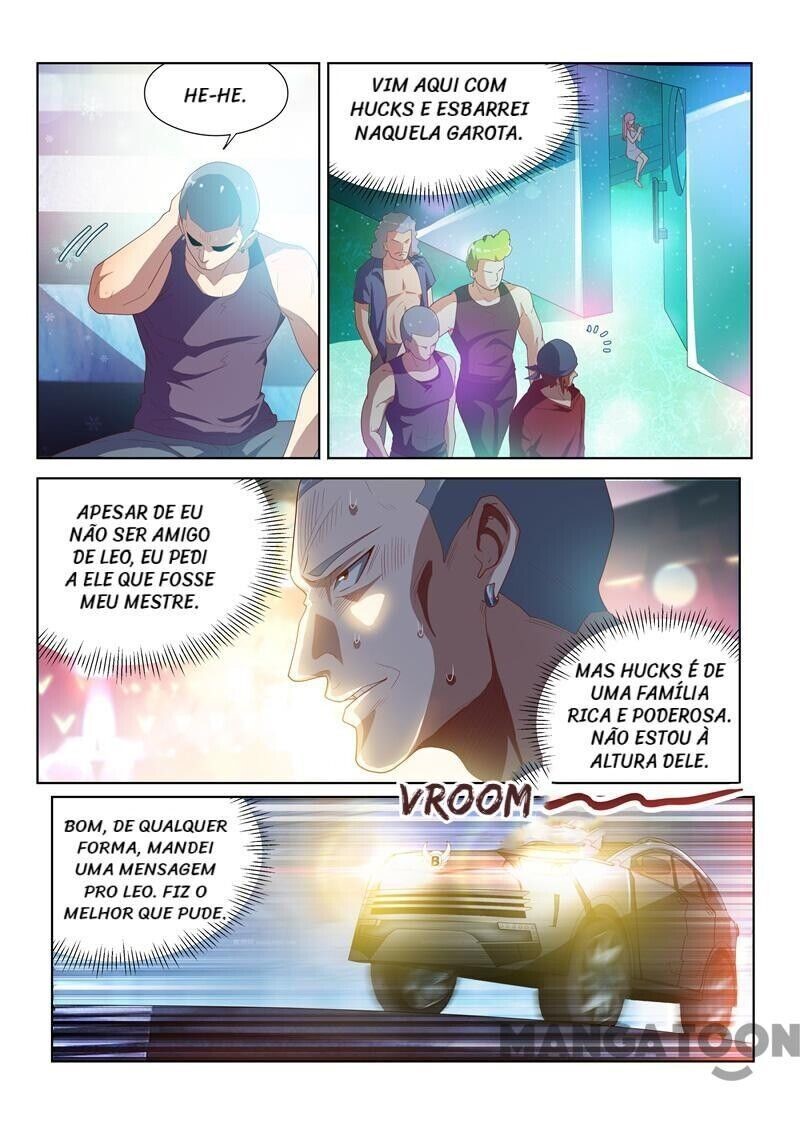 HE-HE.
VIM AQUI COM
HUCKS E ESBARREI
NAQUELA GAROTA.
APESAR DE EU
NÃO SER AMIGO
DE LEO, EU PEDI
A ELE QUE FOSSE
MEU MESTRE.
MAS HUCKS É DE
UMA FAMÍLIA
RICA E PODEROSA.
NÃO ESTOU À
ALTURA DELE.
VROOM
BOM, DE QUALQUER
FORMA, MANDEI
UMA MENSAGEM
PRO LEO. FIZ O
MELHOR QUE PUDE.
B
MANGATOON